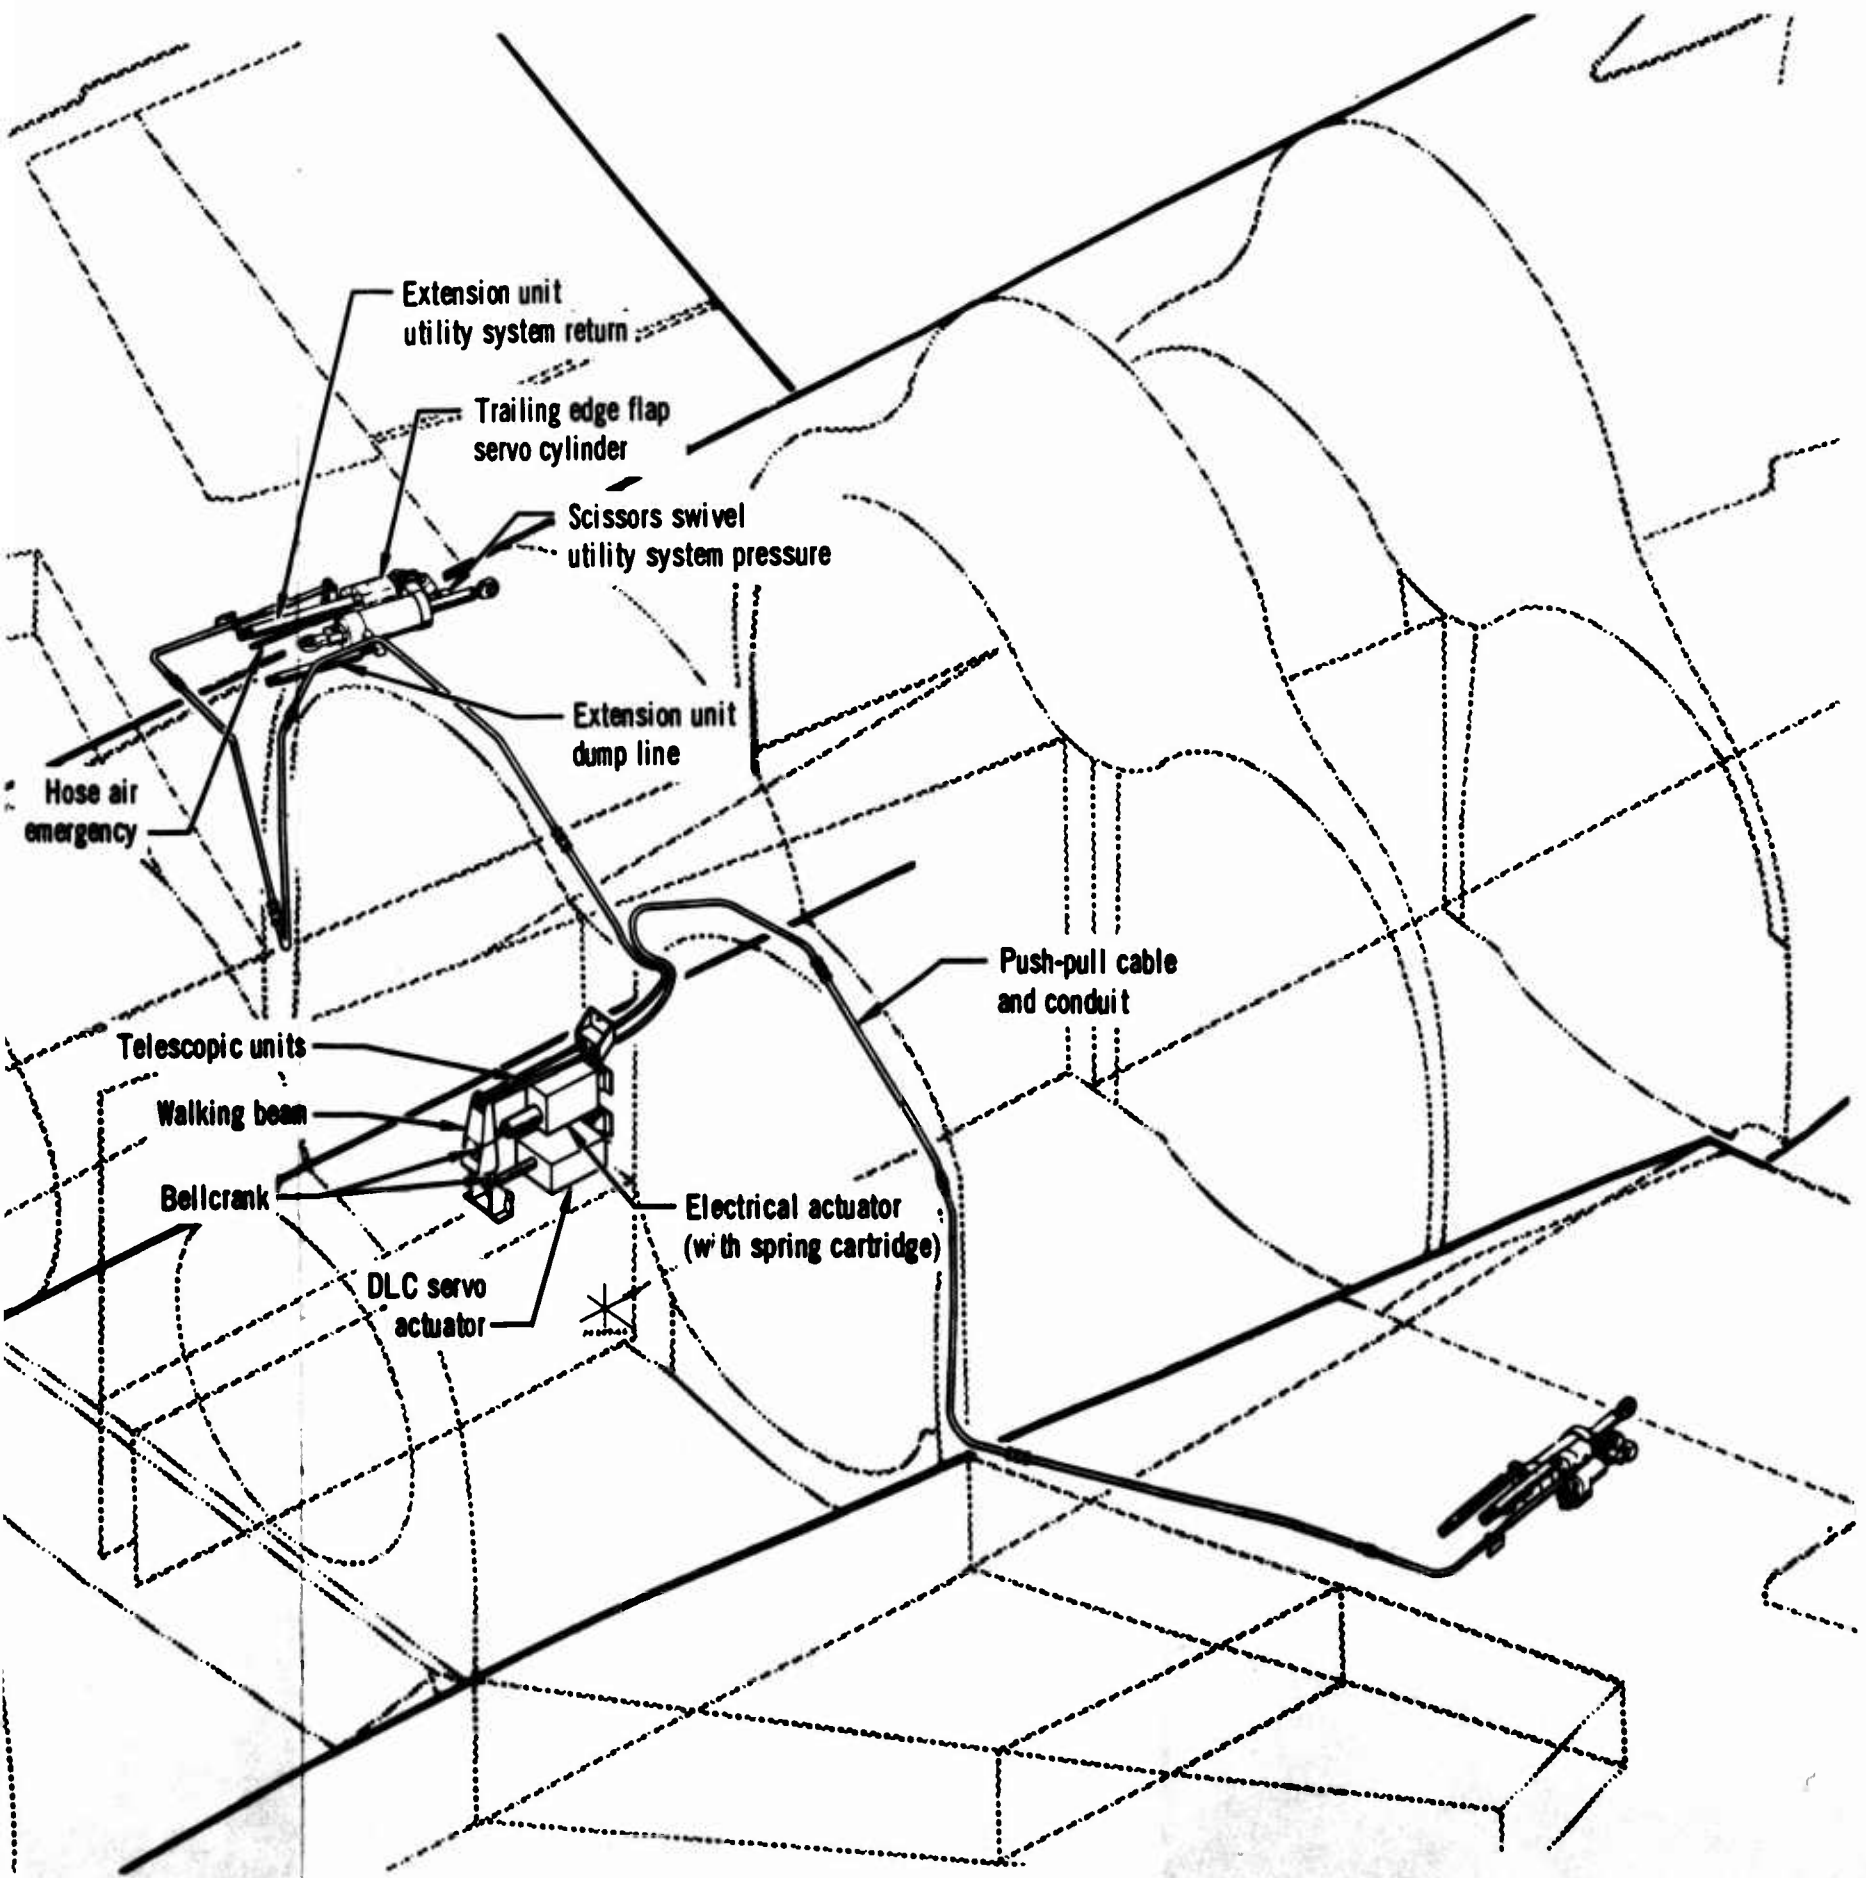 Extension unit
utility system return
Trailing edge flap
servo cylinder
Scissors swivel
utility system pressure
Extension unit
dump line
Hose air
emergency
Push-pull cable
and conduit
Telescopic units
Walking beam
Bellcrank
Electrical actuator
(with spring cartridge)
DLC servo
actuator